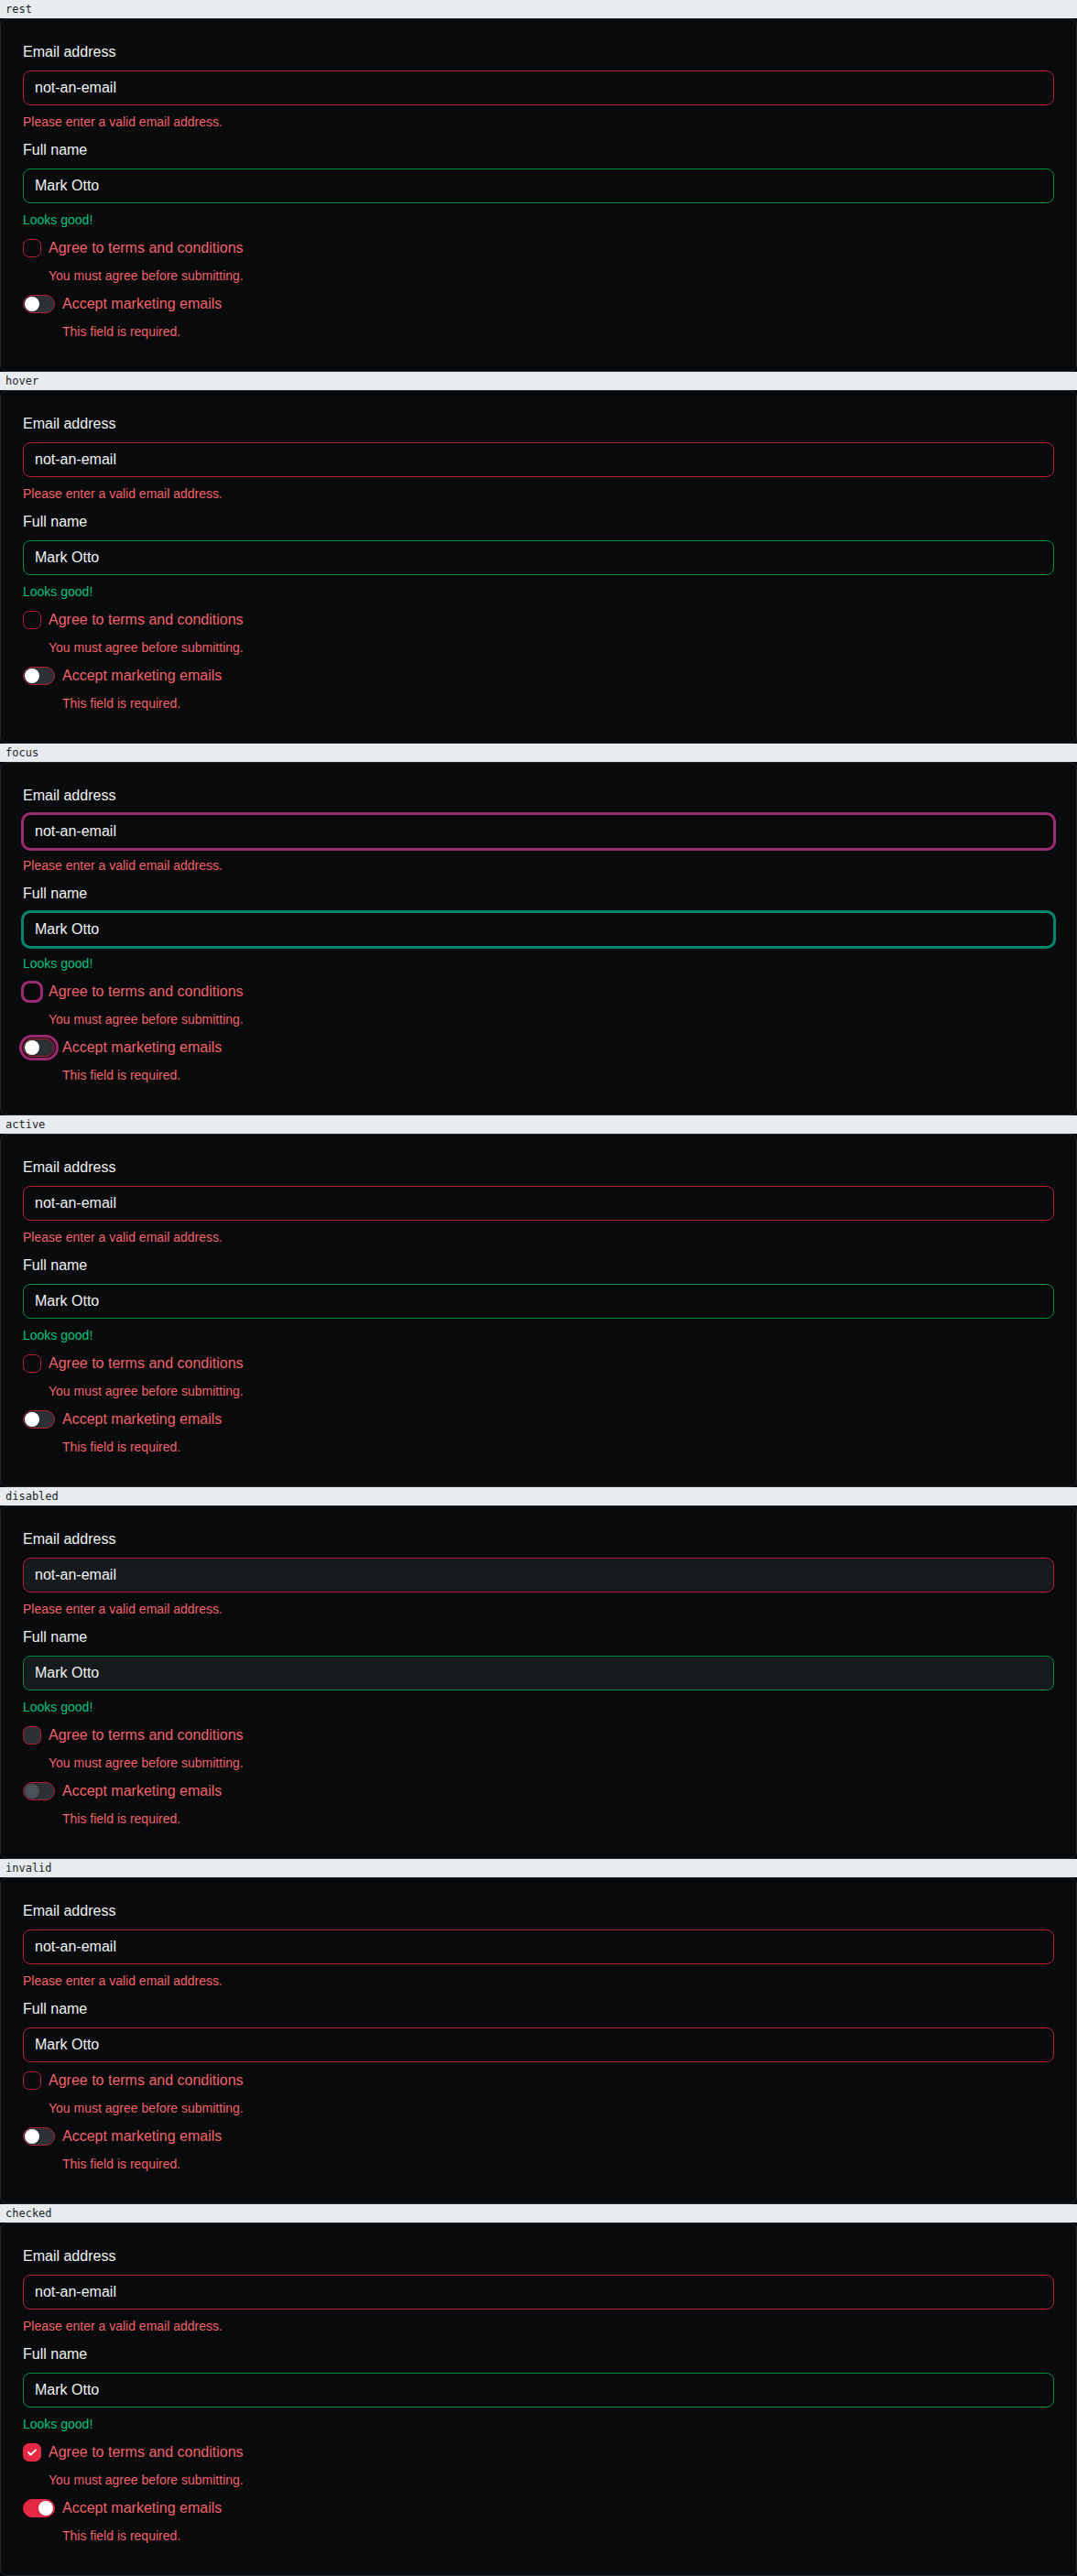 rest
Email address
not-an-email
Please enter a valid email address.
Full name
Mark Otto
Looks good!
Agree to terms and conditions
You must agree before submitting.
Accept marketing emails
This field is required.
hover
Email address
not-an-email
Please enter a valid email address.
Full name
Mark Otto
Looks good!
Agree to terms and conditions
You must agree before submitting.
Accept marketing emails
This field is required.
focus
Email address
not-an-email
Please enter a valid email address.
Full name
Mark Otto
Looks good!
Agree to terms and conditions
You must agree before submitting.
Accept marketing emails
This field is required.
active
Email address
not-an-email
Please enter a valid email address.
Full name
Mark Otto
Looks good!
Agree to terms and conditions
You must agree before submitting.
Accept marketing emails
This field is required.
disabled
Email address
not-an-email
Please enter a valid email address.
Full name
Mark Otto
Looks good!
Agree to terms and conditions
You must agree before submitting.
Accept marketing emails
This field is required.
invalid
Email address
not-an-email
Please enter a valid email address.
Full name
Mark Otto
Agree to terms and conditions
You must agree before submitting.
Accept marketing emails
This field is required.
checked
Email address
not-an-email
Please enter a valid email address.
Full name
Mark Otto
Looks good!
Agree to terms and conditions
You must agree before submitting.
Accept marketing emails
This field is required.